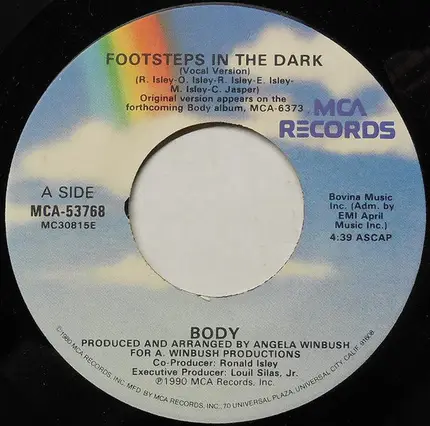 FOOTSTEPS IN THE DARK
(Vocal Version)
(R. Isley-O. Isley-R. Isley-E. Isley-
M. Isley-C. Jasper)
Original version appears on the
forthcoming Body album, MCA-6373
MCA
RECORDS
A SIDE
MCA-53768
MC30815E
Bovina Music
Inc. (Adm. by
EMI April
Music Inc.)
4:39 ASCAP
BODY
PRODUCED AND ARRANGED BY ANGELA WINBUSH
FOR A. WINBUSH PRODUCTIONS
Co-Producer: Ronald Isley
Executive Producer: Louil Silas, Jr.
℗1990 MCA Records, Inc.
©1990 MCA RECORDS, INC. MFD BY MCA RECORDS, INC., 70 UNIVERSAL PLAZA, UNIVERSAL CITY, CALIF. 91608